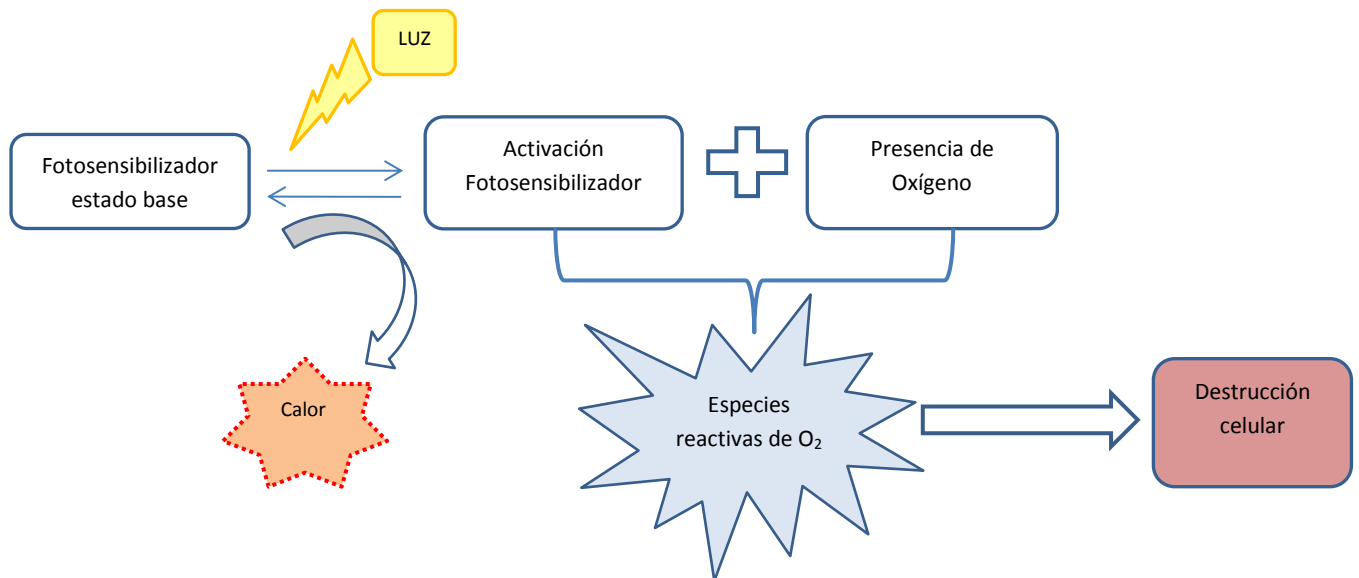 LUZ
Fotosensibilizador
estado base
Activación
Fotosensibilizador
Presencia de
Oxígeno
Calor
Especies
reactivas de O₂
Destrucción
celular